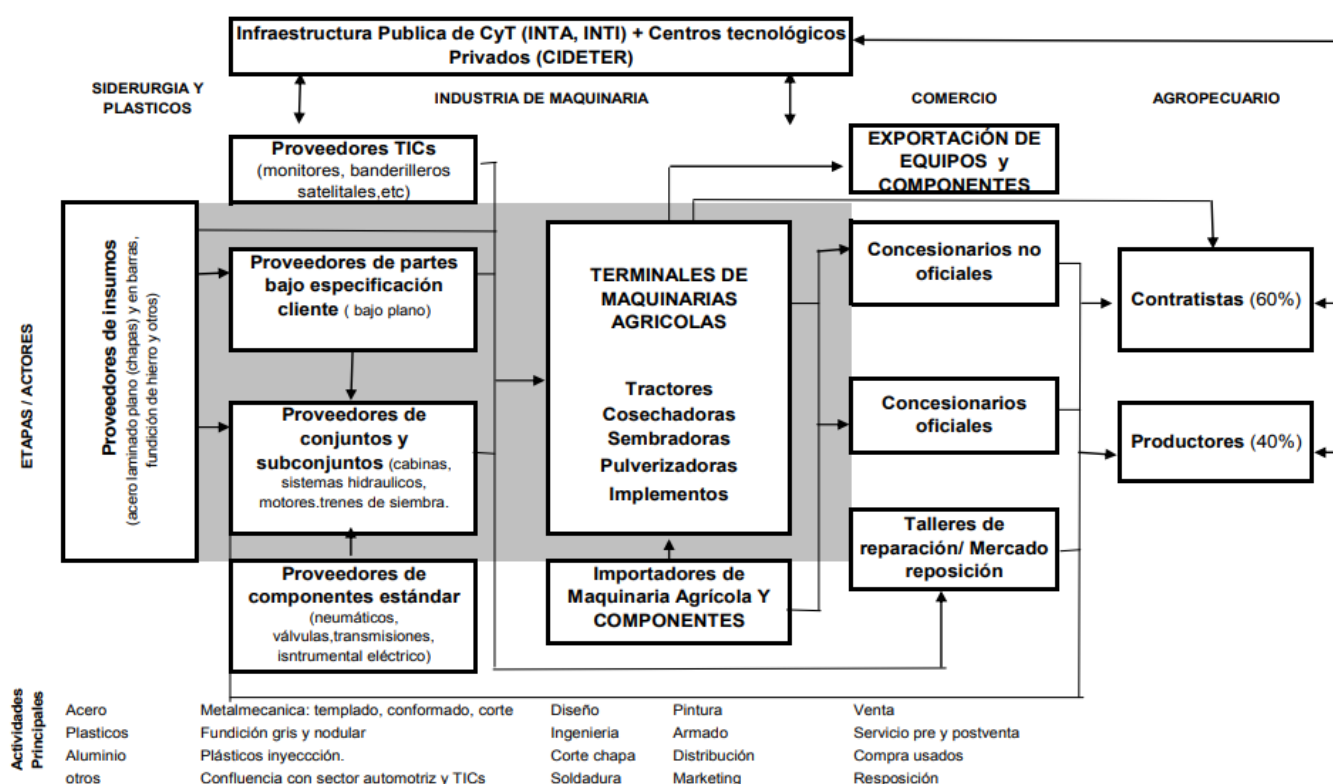 Infraestructura Publica de CyT (INTA, INTI) + Centros tecnológicos
Privados (CIDETER)
SIDERURGIA Y
PLASTICOS
INDUSTRIA DE MAQUINARIA
COMERCIO
AGROPECUARIO
ETAPAS / ACTORES
Proveedores de insumos
(acero laminado plano (chapas) y en barras,
fundición de hierro y otros)
Proveedores TICs
(monitores, banderilleros
satelitales,etc)
Proveedores de partes
bajo especificación
cliente ( bajo plano)
Proveedores de
conjuntos y
subconjuntos (cabinas,
sistemas hidraulicos,
motores.trenes de siembra.
Proveedores de
componentes estándar
(neumáticos,
válvulas,transmisiones,
isntrumental eléctrico)
TERMINALES DE
MAQUINARIAS
AGRICOLAS
Tractores
Cosechadoras
Sembradoras
Pulverizadoras
Implementos
Importadores de
Maquinaria Agrícola Y
COMPONENTES
EXPORTACiÓN DE
EQUIPOS y
COMPONENTES
Concesionarios no
oficiales
Concesionarios
oficiales
Talleres de
reparación/ Mercado
reposición
Contratistas (60%)
Productores (40%)
Actividades
Principales
Acero
Plasticos
Aluminio
otros
Metalmecanica: templado, conformado, corte
Fundición gris y nodular
Plásticos inyeccción.
Confluencia con sector automotriz y TICs
Diseño
Ingenieria
Corte chapa
Soldadura
Pintura
Armado
Distribución
Marketing
Venta
Servicio pre y postventa
Compra usados
Resposición